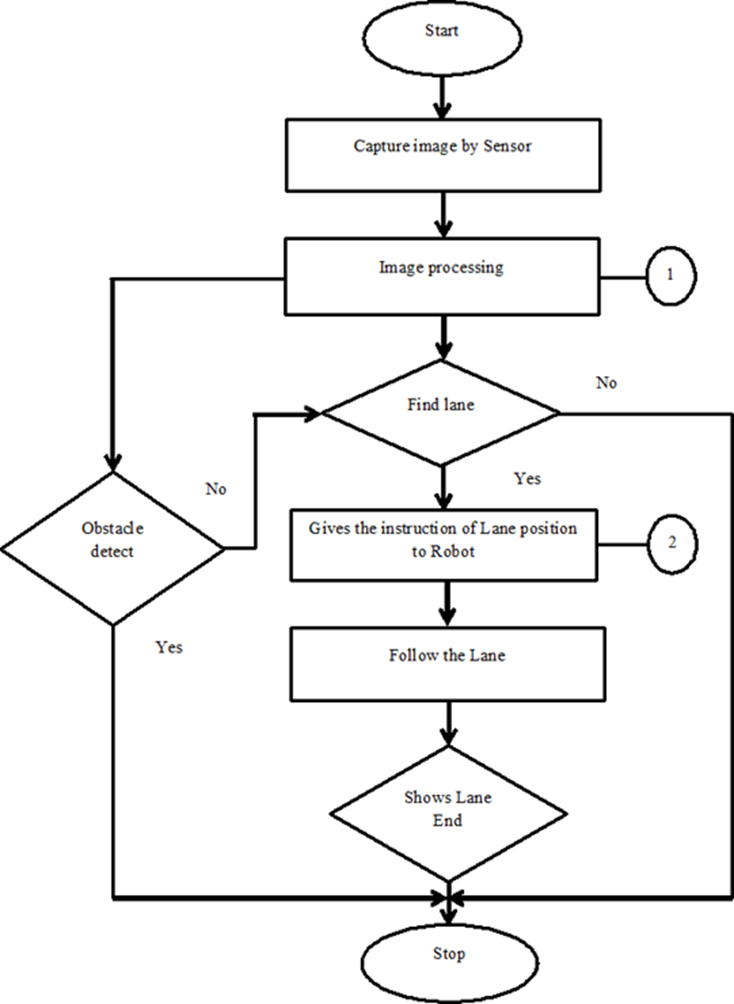 Start
Capture image by Sensor
Image processing
1
Find lane
No
No
Yes
Obstacle
detect
Gives the instruction of Lane position
to Robot
2
Yes
Follow the Lane
Shows Lane
End
Stop